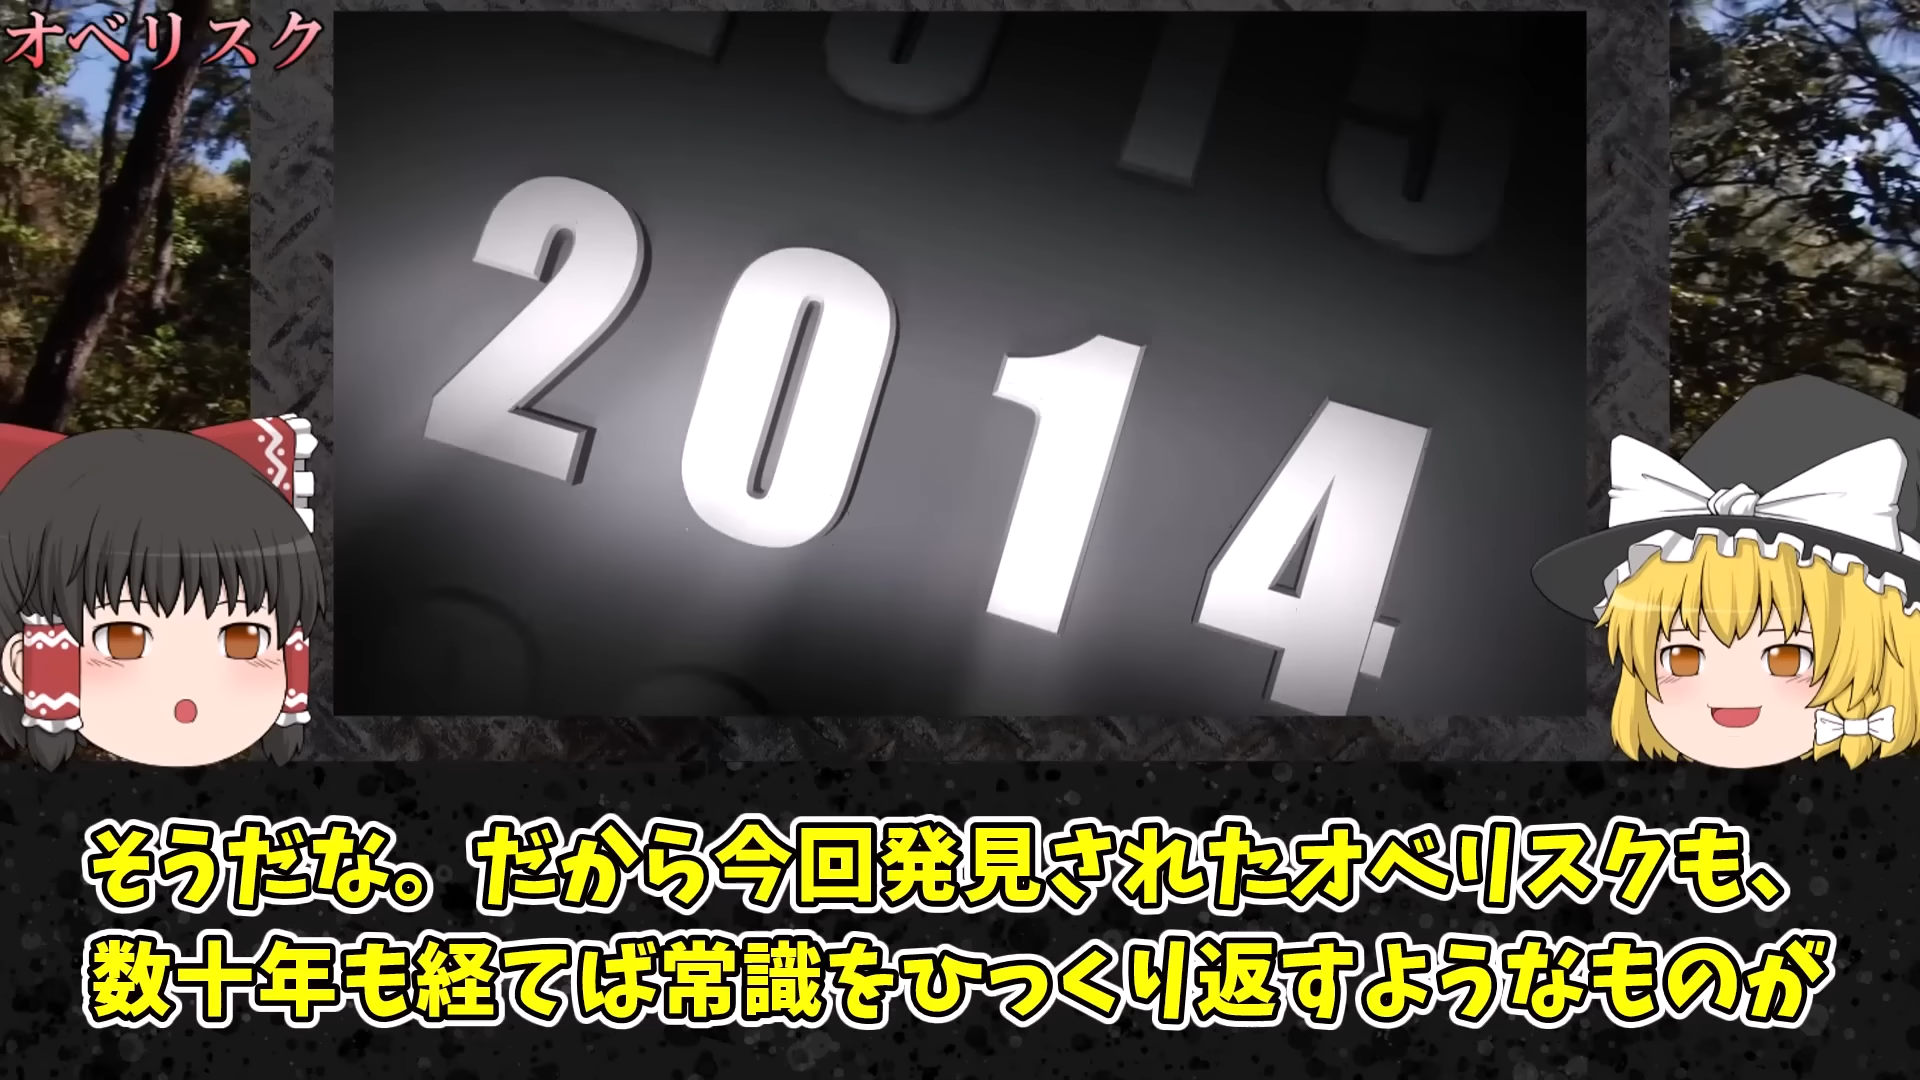 オベリスク
2015
2014
そうだな。だから今回発見されたオベリスクも、
数十年も経てば常識をひっくり返すようなものが